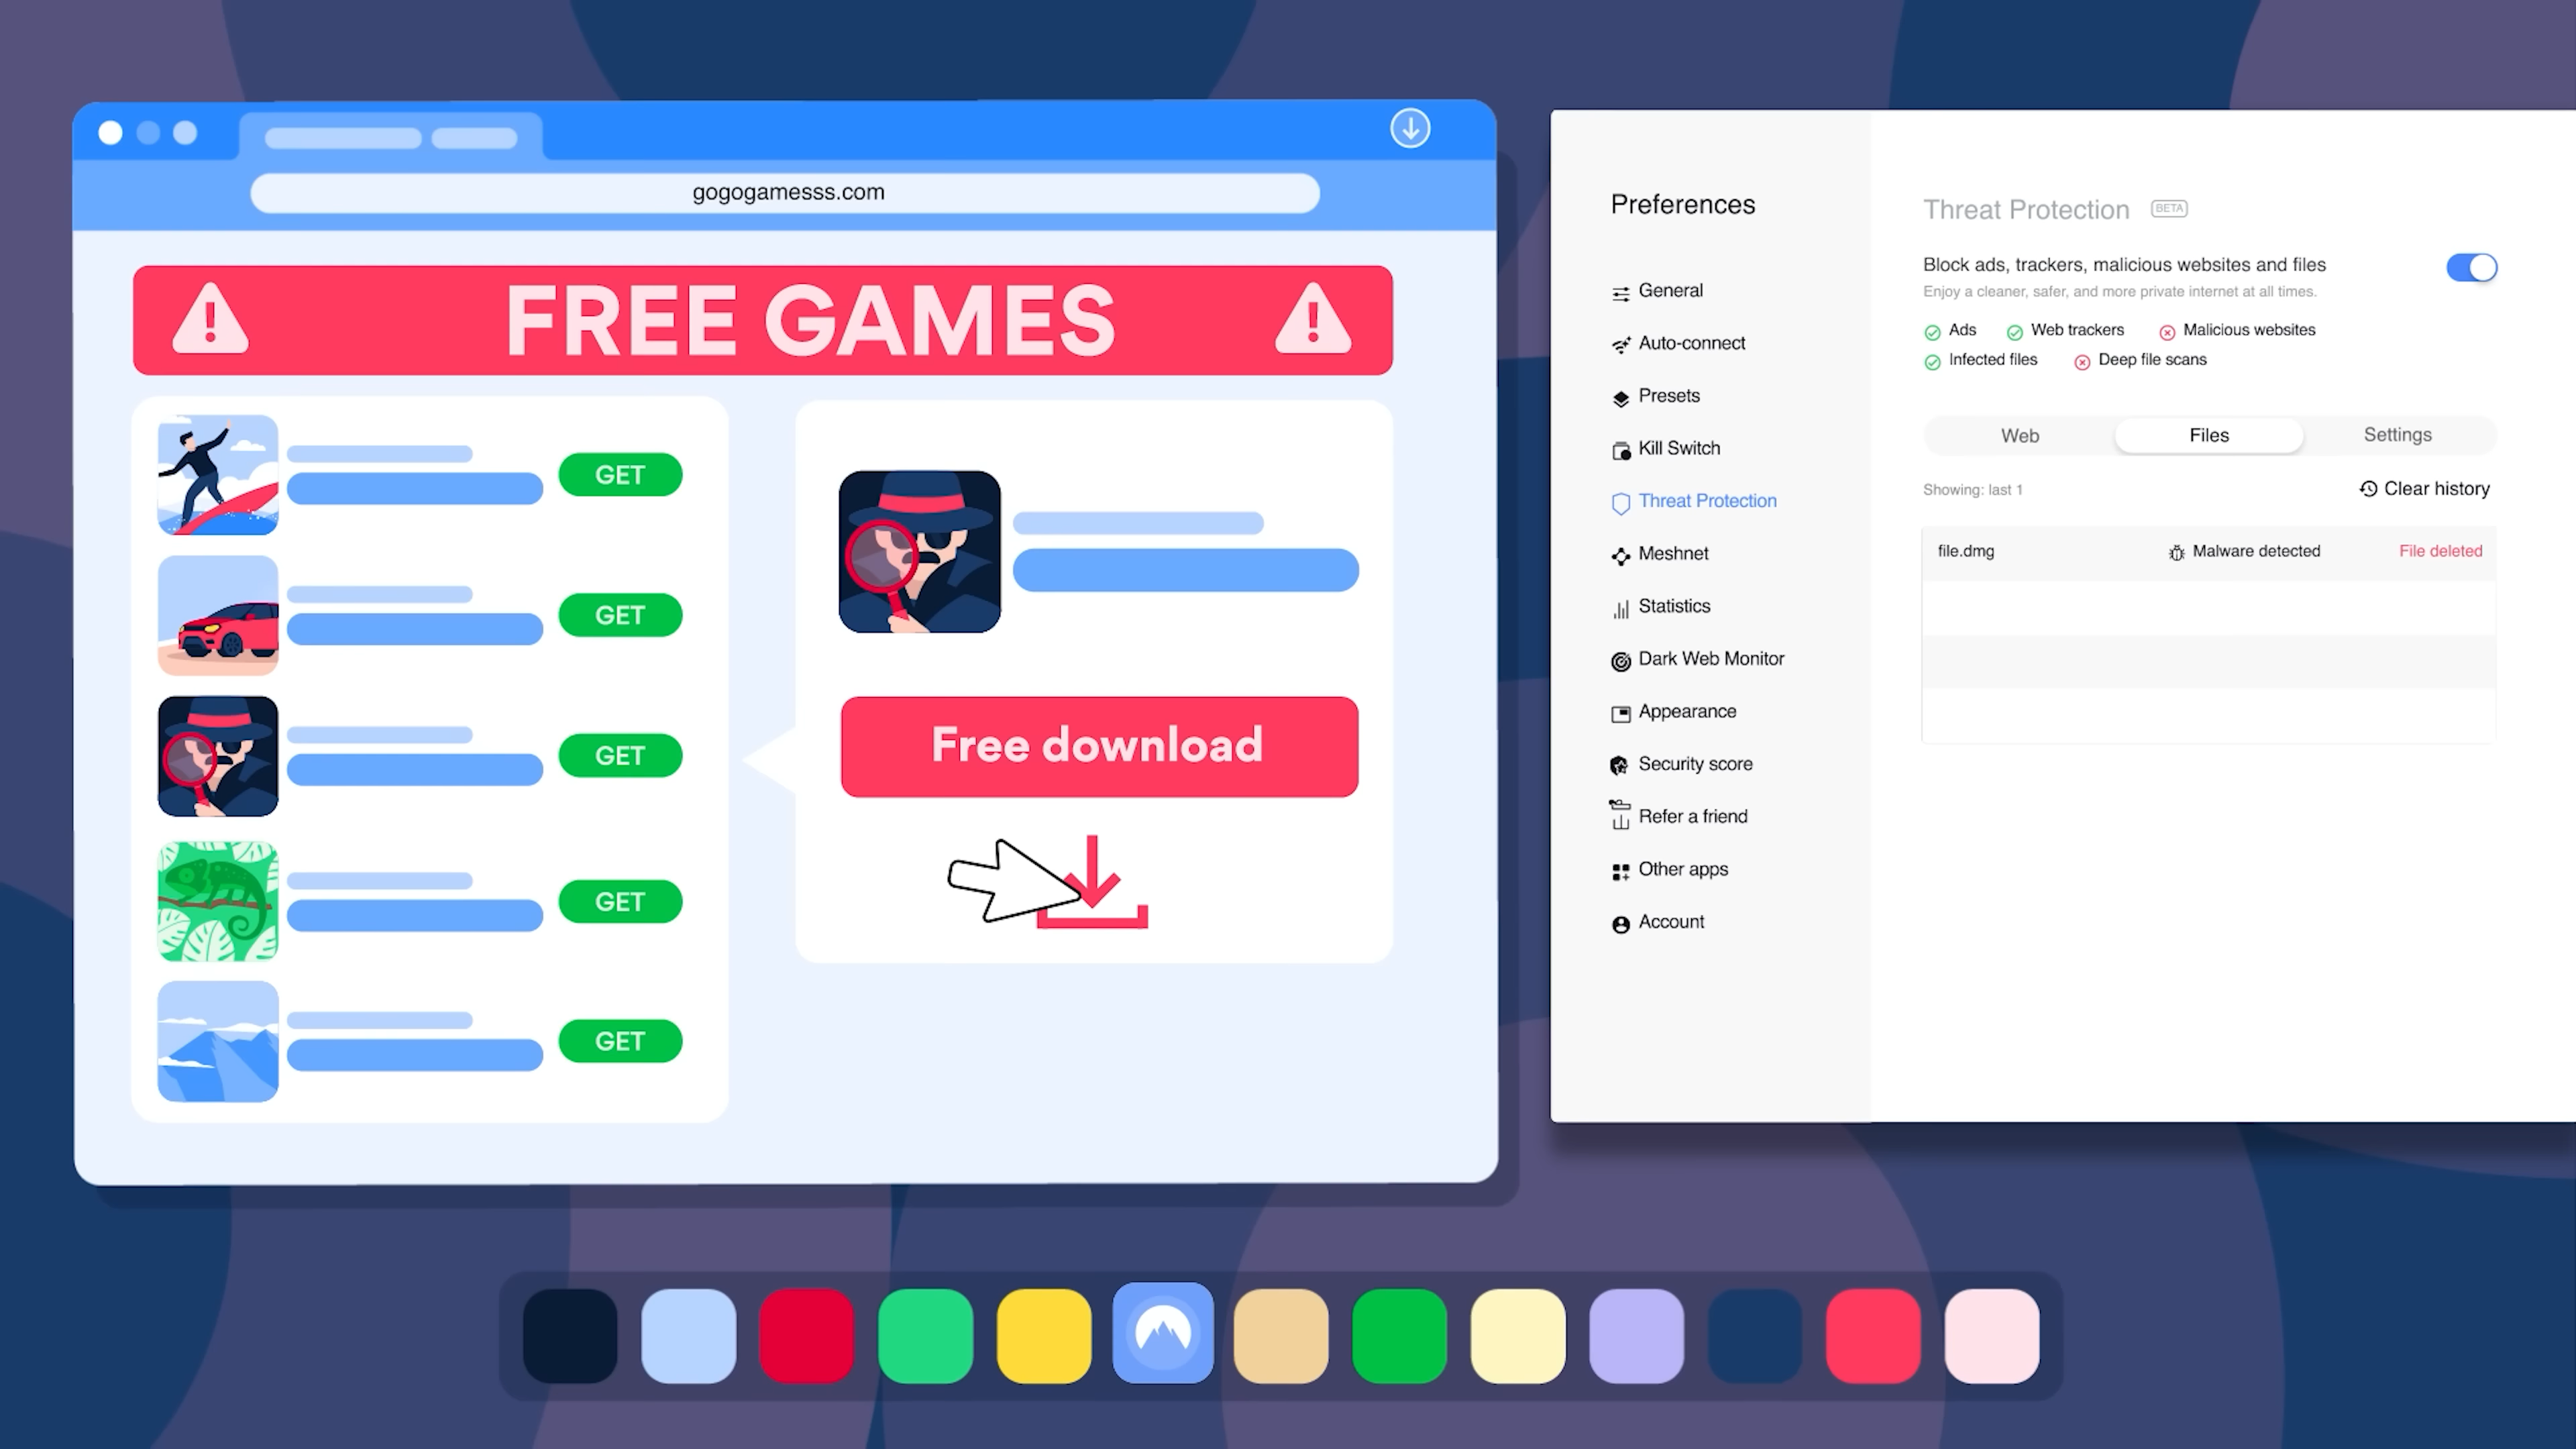 gogogamesss.com
FREE GAMES
GET
GET
GET
GET
GET
Free download
Preferences
General
Auto-connect
Presets
Kill Switch
Threat Protection
Meshnet
Statistics
Dark Web Monitor
Appearance
Security score
Refer a friend
Other apps
Account
Threat Protection BETA
Block ads, trackers, malicious websites and files
Enjoy a cleaner, safer, and more private internet at all times.
Ads Web trackers Malicious websites
Infected files Deep file scans
Web Files Settings
Showing: last 1 Clear history
file.dmg Malware detected File deleted